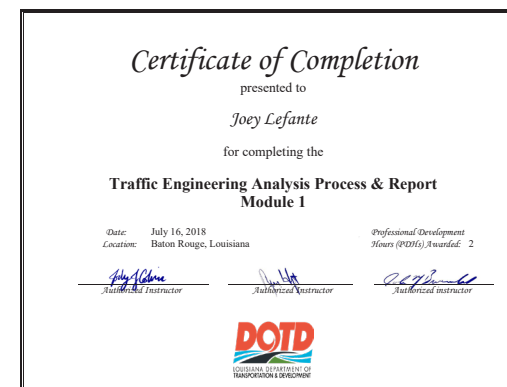 Certificate of Completion
presented to
Joey Lefante
for completing the
Traffic Engineering Analysis Process & Report
Module 1
Date: July 16, 2018
Location: Baton Rouge, Louisiana
Professional Development
Hours (PDHs) Awarded: 2
Authorized Instructor
Authorized Instructor
Authorized instructor
DOTD
LOUISIANA DEPARTMENT OF
TRANSPORTATION & DEVELOPMENT